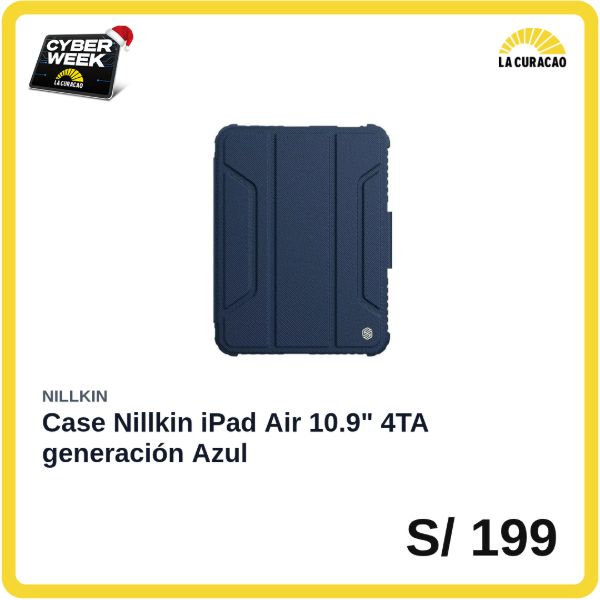 CYBER
WEEK
LA CURACAO
LA CURACAO
NILLKIN
Case Nillkin iPad Air 10.9" 4TA
generación Azul
S/ 199